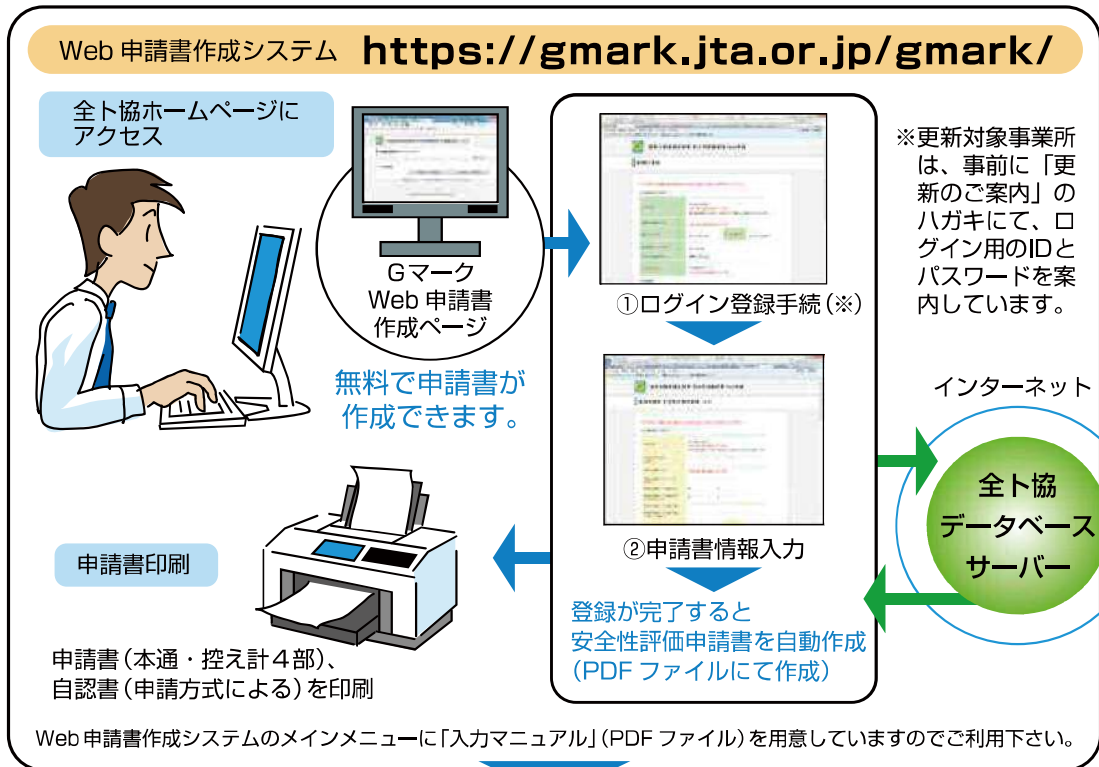 Web 申請書作成システム https://gmark.jta.or.jp/gmark/
全ト協ホームページに
アクセス
Gマーク
Web 申請書
作成ページ
無料で申請書が
作成できます。
①ログイン登録手続(※)
※更新対象事業所
は、事前に「更
新のご案内」の
ハガキにて、ロ
グイン用のIDと
パスワードを案
内しています。
②申請書情報入力
登録が完了すると
安全性評価申請書を自動作成
(PDF ファイルにて作成)
インターネット
全ト協
データベース
サーバー
申請書印刷
申請書(本通・控え計4部)、
自認書(申請方式による)を印刷
Web 申請書作成システムのメインメニューに「入力マニュアル」(PDF ファイル)を用意していますのでご利用下さい。